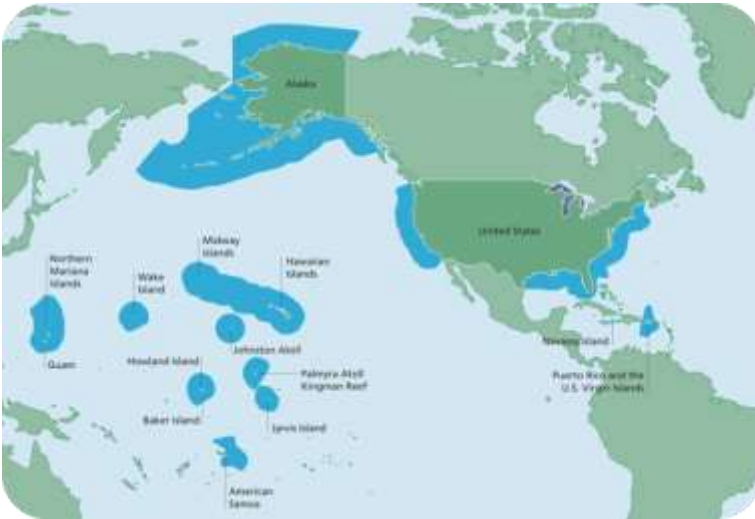 Alaska
United States
Midway
Islands
Hawaiian
Islands
Northern
Mariana
Islands
Wake
Island
Guam
Johnston Atoll
Howland Island
Palmyra Atoll
Kingman Reef
Baker Island
Jarvis Island
American
Samoa
Navassa Island
Puerto Rico and the
U.S. Virgin Islands